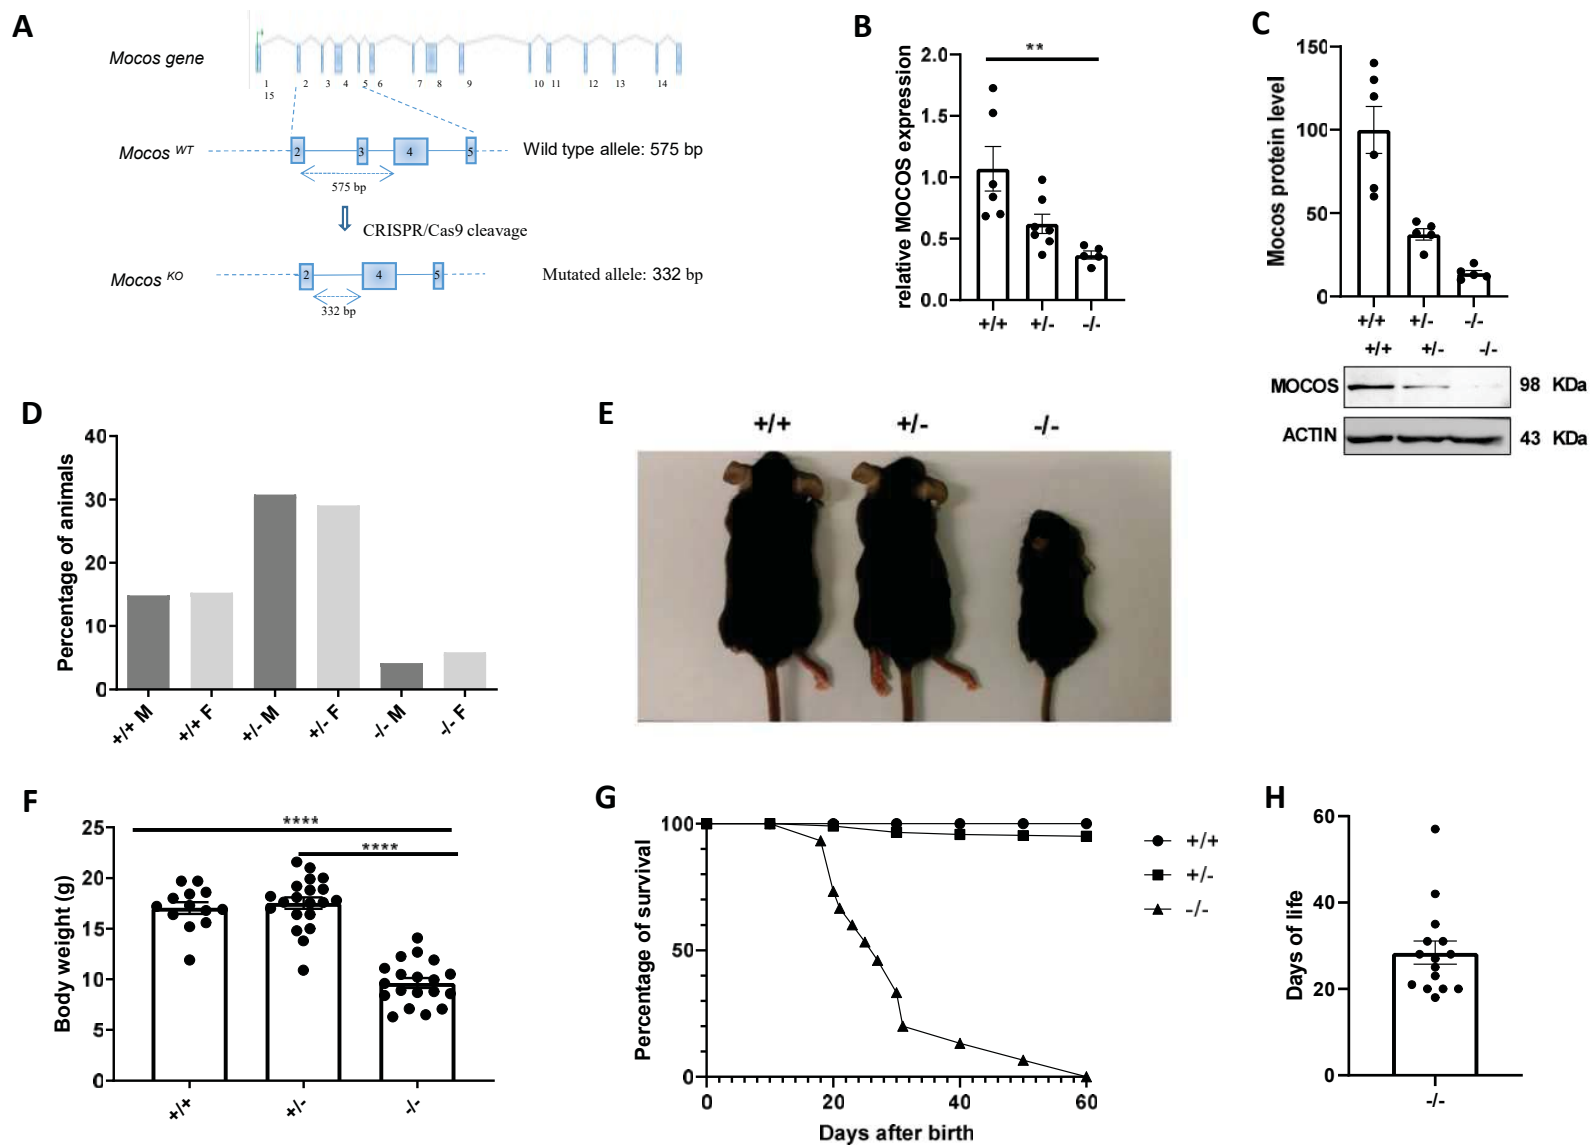 A
Mocos gene
1 2 3 4 5 6 7 8 9 10 11 12 13 14
15
Mocos WT
2 3 4 5
Wild type allele: 575 bp
575 bp
CRISPR/Cas9 cleavage
Mocos KO
2 4 5
Mutated allele: 332 bp
332 bp
B
relative MOCOS expression
2.0
1.5
1.0
0.5
0.0
**
+/+ +/- -/-
C
Mocos protein level
150
100
50
0
+/+ +/- -/-
+/+ +/- -/-
MOCOS 98 KDa
ACTIN 43 KDa
D
Percentage of animals
40
30
20
10
0
+/+ M +/+ F +/- M +/- F -/- M -/- F
E
+/+ +/- -/-
F
Body weight (g)
25
20
15
10
5
0
****
****
+/+ +/- -/-
G
Percentage of survival
100
50
0
0 20 40 60
Days after birth
+/+
+/-
-/-
H
Days of life
60
40
20
0
-/-